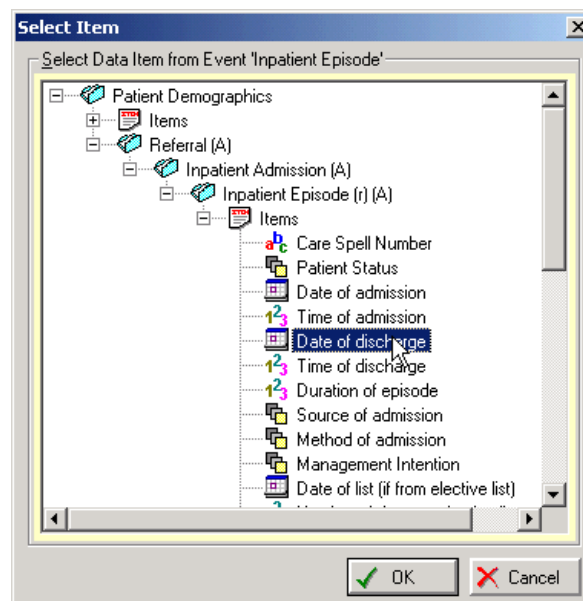 Select Item
Select Data Item from Event 'Inpatient Episode'
Patient Demographics
Items
Referral (A)
Inpatient Admission (A)
Inpatient Episode (r) (A)
Items
Care Spell Number
Patient Status
Date of admission
Time of admission
Date of discharge
Time of discharge
Duration of episode
Source of admission
Method of admission
Management Intention
Date of list (if from elective list)
OK Cancel